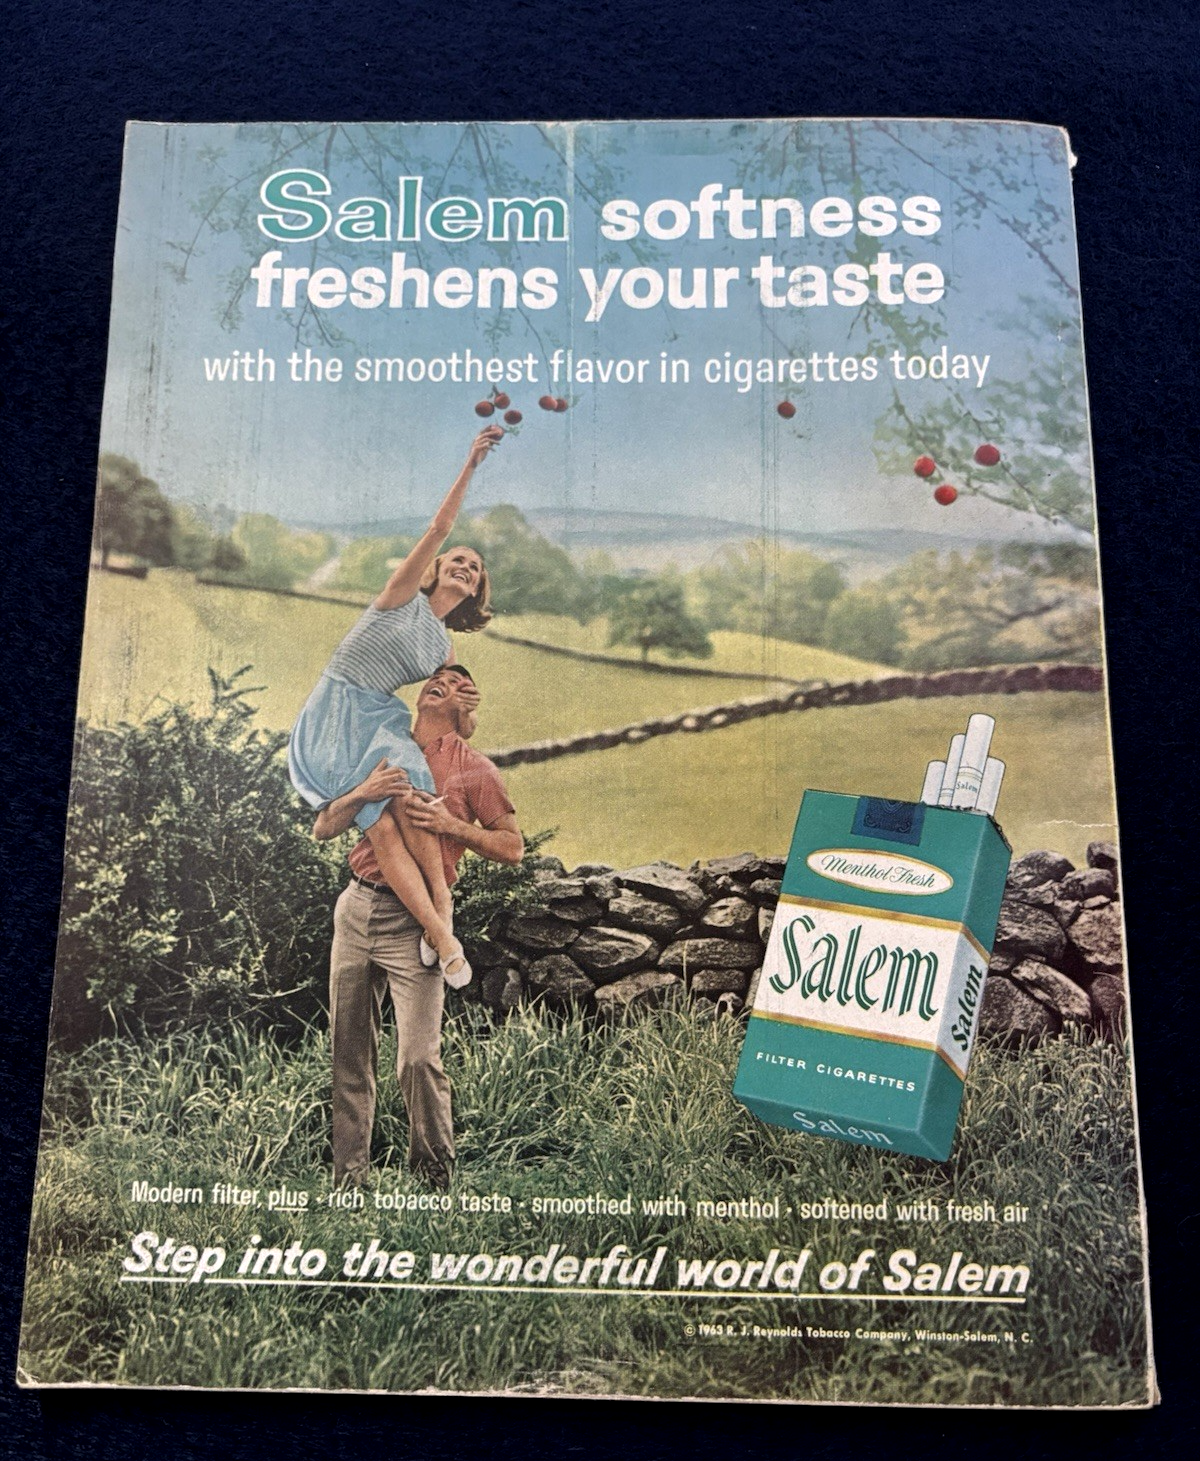 Salem softness
freshens your taste
with the smoothest flavor in cigarettes today
Salem
Menthol Fresh
Salem
Salem
FILTER CIGARETTES
Salem
Modern filter, plus · rich tobacco taste · smoothed with menthol · softened with fresh air
Step into the wonderful world of Salem
© 1963 R. J. Reynolds Tobacco Company, Winston-Salem, N. C.